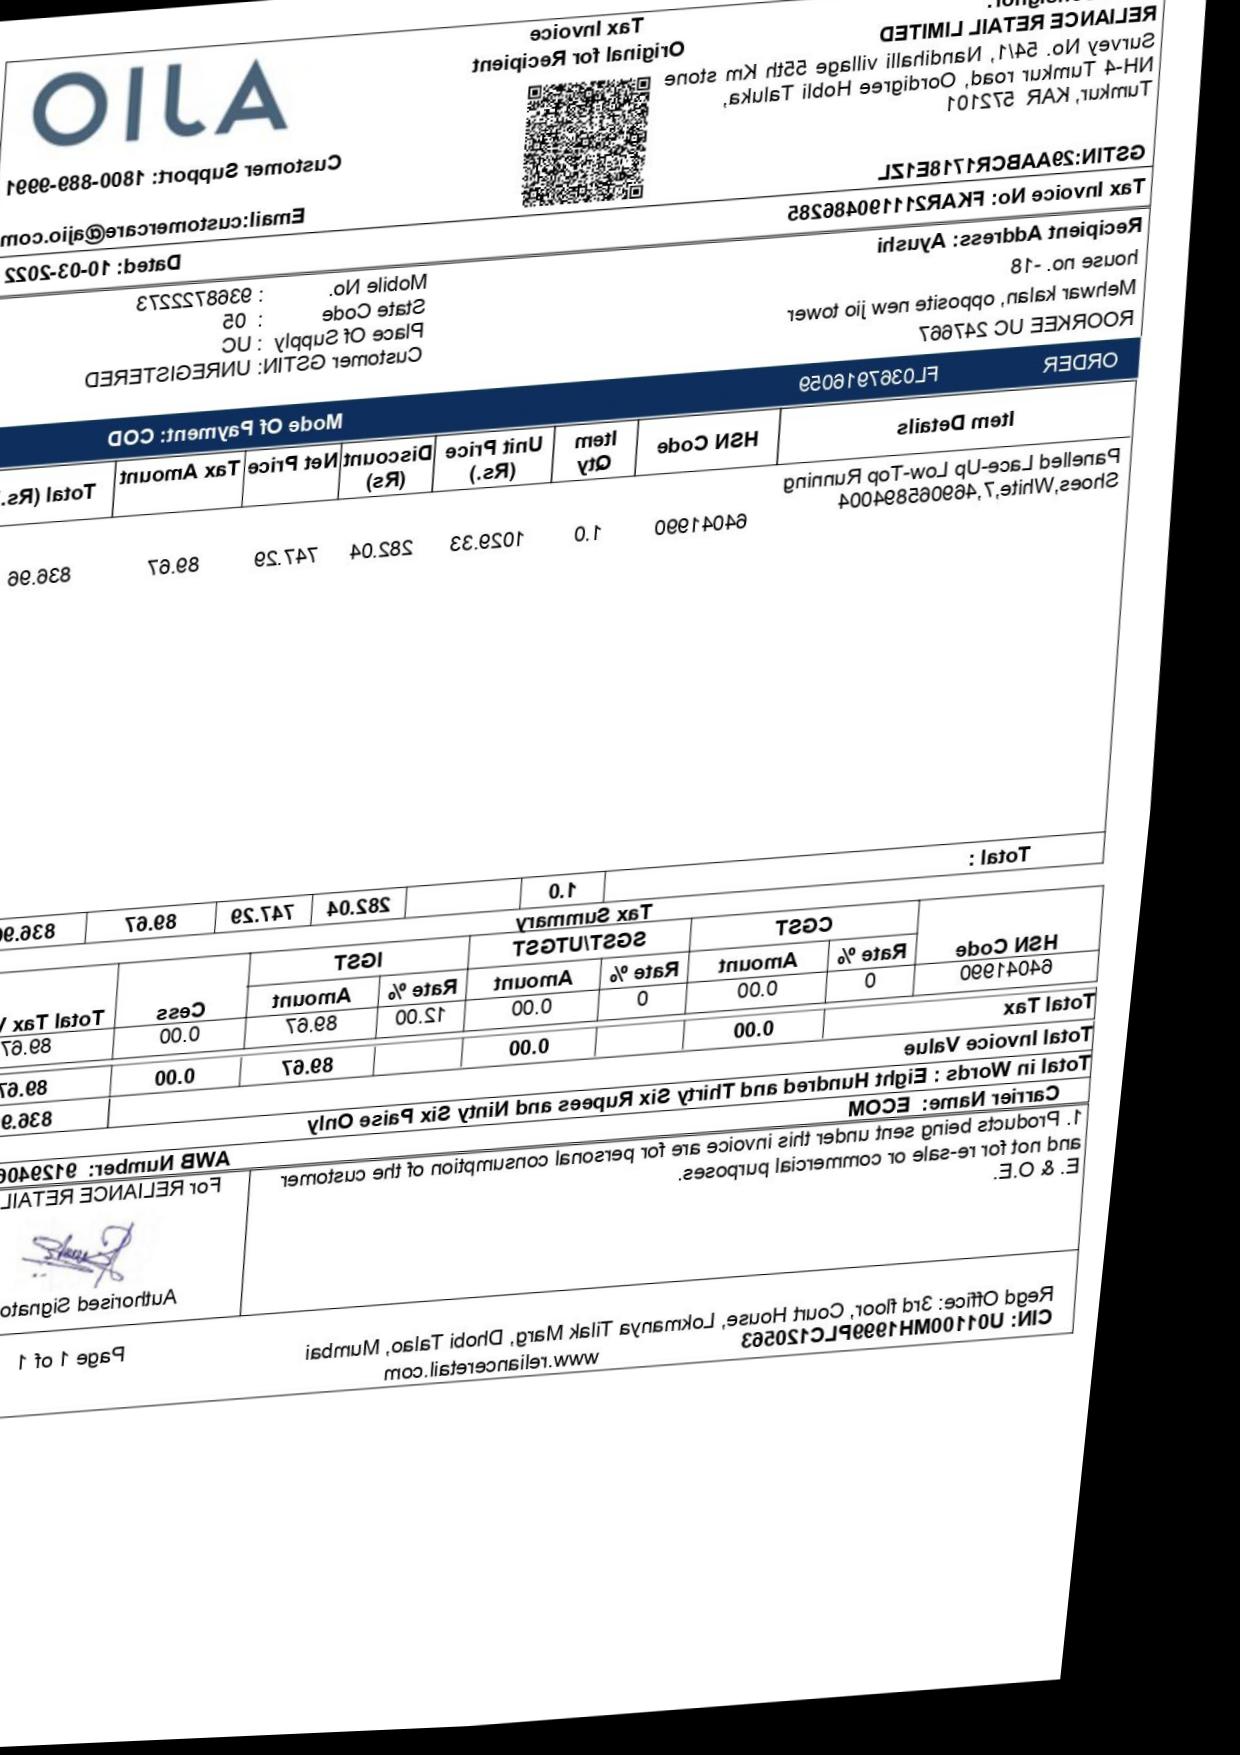 Tax Invoice
Original for Recipient
AJIO
RELIANCE RETAIL LIMITED
Survey No. 54/1, Nandihalli village 55th Km stone
NH-4 Tumkur road, Oordigree Hobli Taluka,
Tumkur, KAR 572101
Customer Support: 1800-889-9991
GSTIN:29AABCR1718E1ZL
Email:customercare@ajio.com
Tax Invoice No: FKAR211190486285
Dated: 10-03-2022
Recipient Address: Ayushi
house no. -18
Mehwar kalan, opposite new jio tower
ROORKEE UC 247667
Mobile No. : 9368722273
State Code : 05
Place Of Supply : UC
Customer GSTIN: UNREGISTERED
ORDER FL0367916059 Mode Of Payment: COD
Item Details HSN Code Item Qty Unit Price (Rs.) Discount (Rs) Net Price Tax Amount Total (Rs.
Panelled Lace-Up Low-Top Running
Shoes,White,7,469065894004
64041990 1.0 1029.33 282.04 747.29 89.67 836.96
Total : 1.0 282.04 747.29 89.67
Tax Summary
HSN Code CGST SGST/UTGST IGST Cess Total Tax
Rate % Amount Rate % Amount Rate % Amount
64041990 0 0.00 0 0.00 12.00 89.67 0.00 89.67
Total Tax 0.00 0.00 89.67 0.00 89.67
Total Invoice Value
Total in Words : Eight Hundred and Thirty Six Rupees and Ninty Six Paise Only
Carrier Name: ECOM AWB Number:
1. Products being sent under this invoice are for personal consumption of the customer
and not for re-sale or commercial purposes.
E. & O.E.
For RELIANCE RETAIL
Authorised
Regd Office: 3rd floor, Court House, Lokmanya Tilak Marg, Dhobi Talao, Mumbai
CIN: U01100MH1999PLC120563
www.relianceretail.com
Page 1 of 1